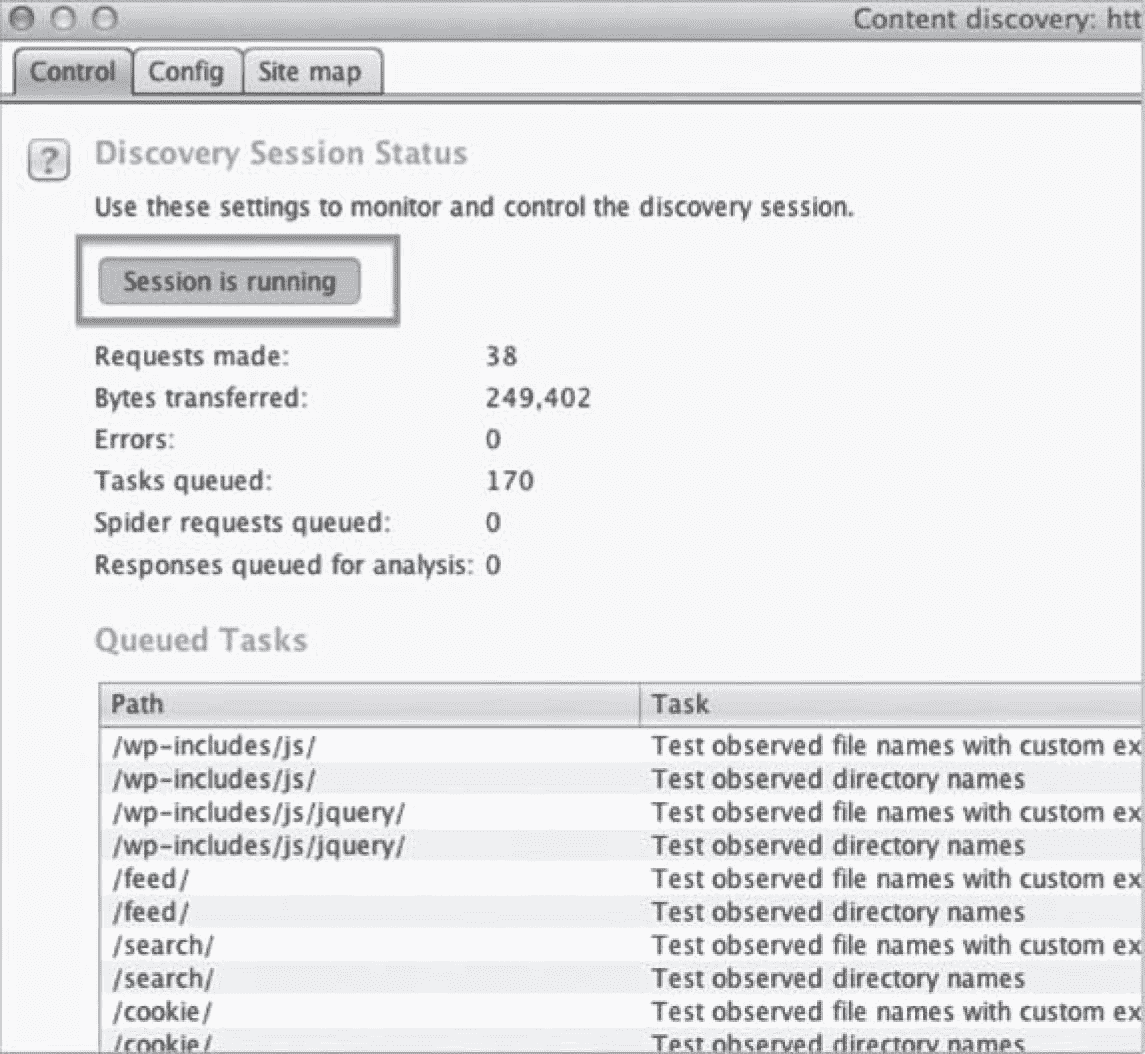 Content discovery: htt
Control Config Site map
? Discovery Session Status
Use these settings to monitor and control the discovery session.
Session is running
Requests made: 38
Bytes transferred: 249,402
Errors: 0
Tasks queued: 170
Spider requests queued: 0
Responses queued for analysis: 0
Queued Tasks
Path Task
/wp-includes/js/ Test observed file names with custom ex
/wp-includes/js/ Test observed directory names
/wp-includes/js/jquery/ Test observed file names with custom ex
/wp-includes/js/jquery/ Test observed directory names
/feed/ Test observed file names with custom ex
/feed/ Test observed directory names
/search/ Test observed file names with custom ex
/search/ Test observed directory names
/cookie/ Test observed file names with custom ex
/cookie/ Test observed directory names